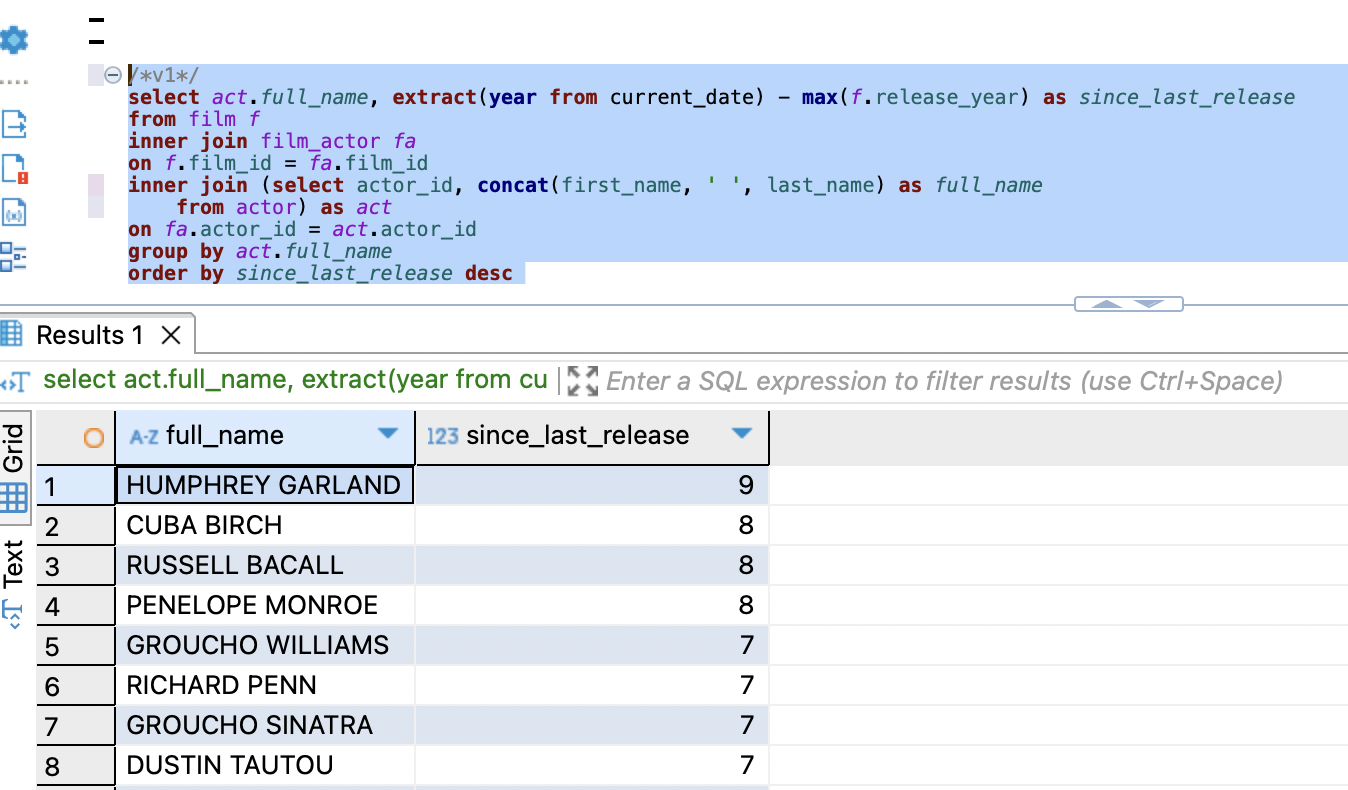 /*v1*/
select act.full_name, extract(year from current_date) - max(f.release_year) as since_last_release
from film f
inner join film_actor fa
on f.film_id = fa.film_id
inner join (select actor_id, concat(first_name, ' ', last_name) as full_name
from actor) as act
on fa.actor_id = act.actor_id
group by act.full_name
order by since_last_release desc
Results 1
select act.full_name, extract(year from cu
Enter a SQL expression to filter results (use Ctrl+Space)
Grid
Text
A-Z full_name 123 since_last_release
1 HUMPHREY GARLAND 9
2 CUBA BIRCH 8
3 RUSSELL BACALL 8
4 PENELOPE MONROE 8
5 GROUCHO WILLIAMS 7
6 RICHARD PENN 7
7 GROUCHO SINATRA 7
8 DUSTIN TAUTOU 7